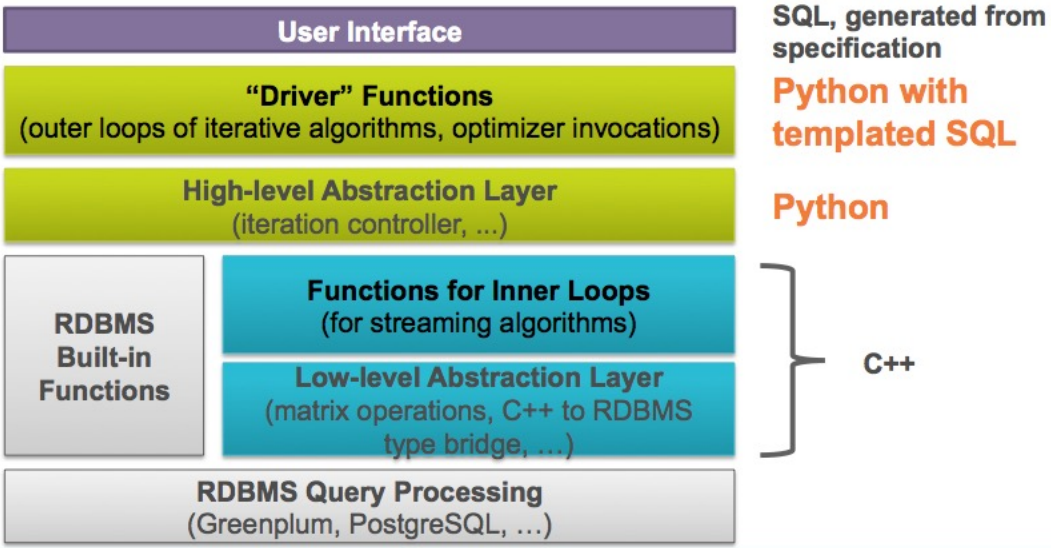 User Interface
SQL, generated from
specification
“Driver” Functions
(outer loops of iterative algorithms, optimizer invocations)
Python with
templated SQL
High-level Abstraction Layer
(iteration controller, ...)
Python
RDBMS
Built-in
Functions
Functions for Inner Loops
(for streaming algorithms)
Low-level Abstraction Layer
(matrix operations, C++ to RDBMS
type bridge, …)
C++
RDBMS Query Processing
(Greenplum, PostgreSQL, …)